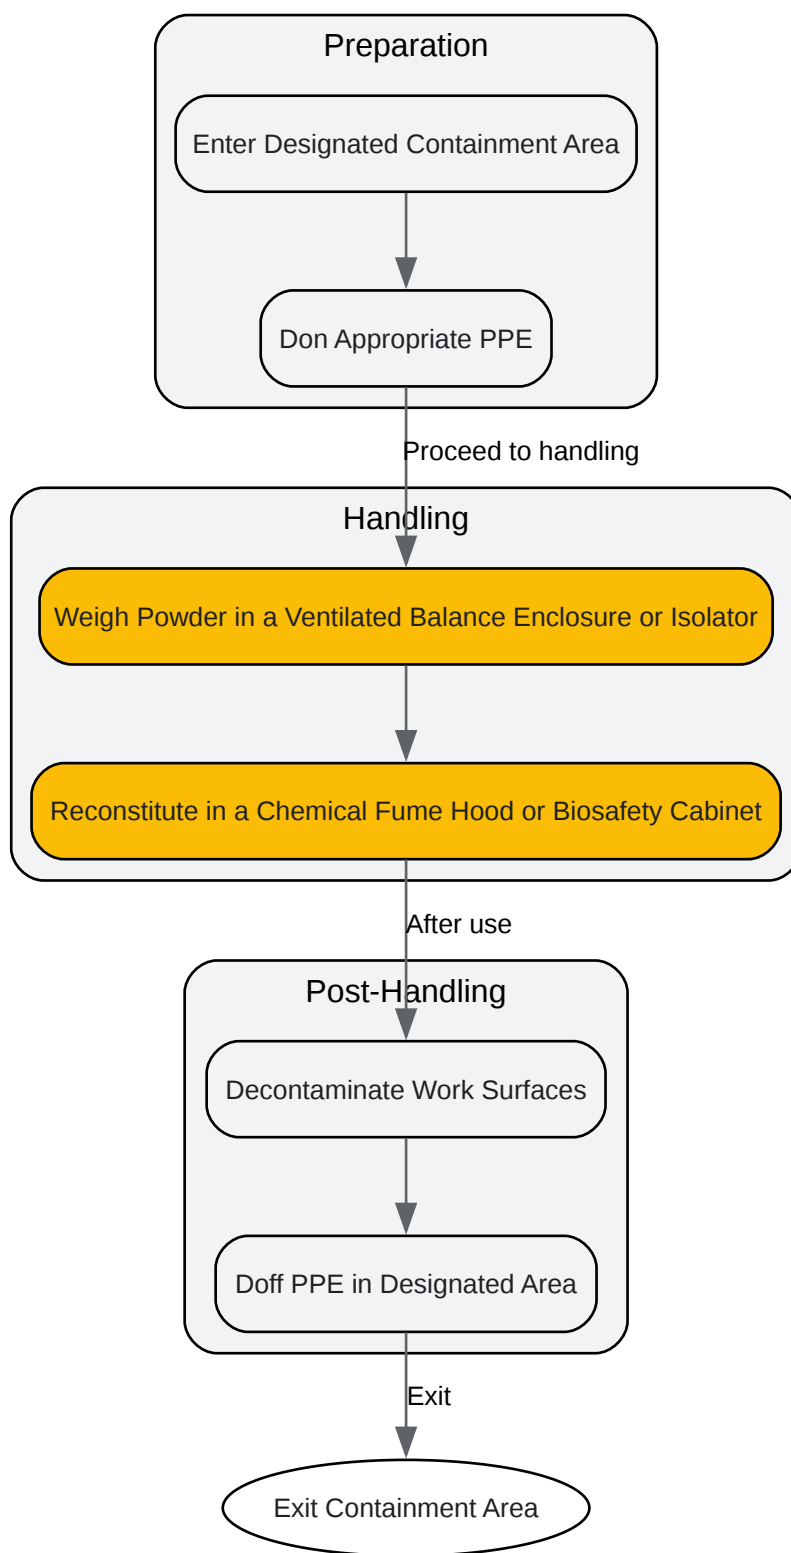 Preparation
Enter Designated Containment Area
Don Appropriate PPE
Proceed to handling
Handling
Weigh Powder in a Ventilated Balance Enclosure or Isolator
Reconstitute in a Chemical Fume Hood or Biosafety Cabinet
After use
Post-Handling
Decontaminate Work Surfaces
Doff PPE in Designated Area
Exit
Exit Containment Area